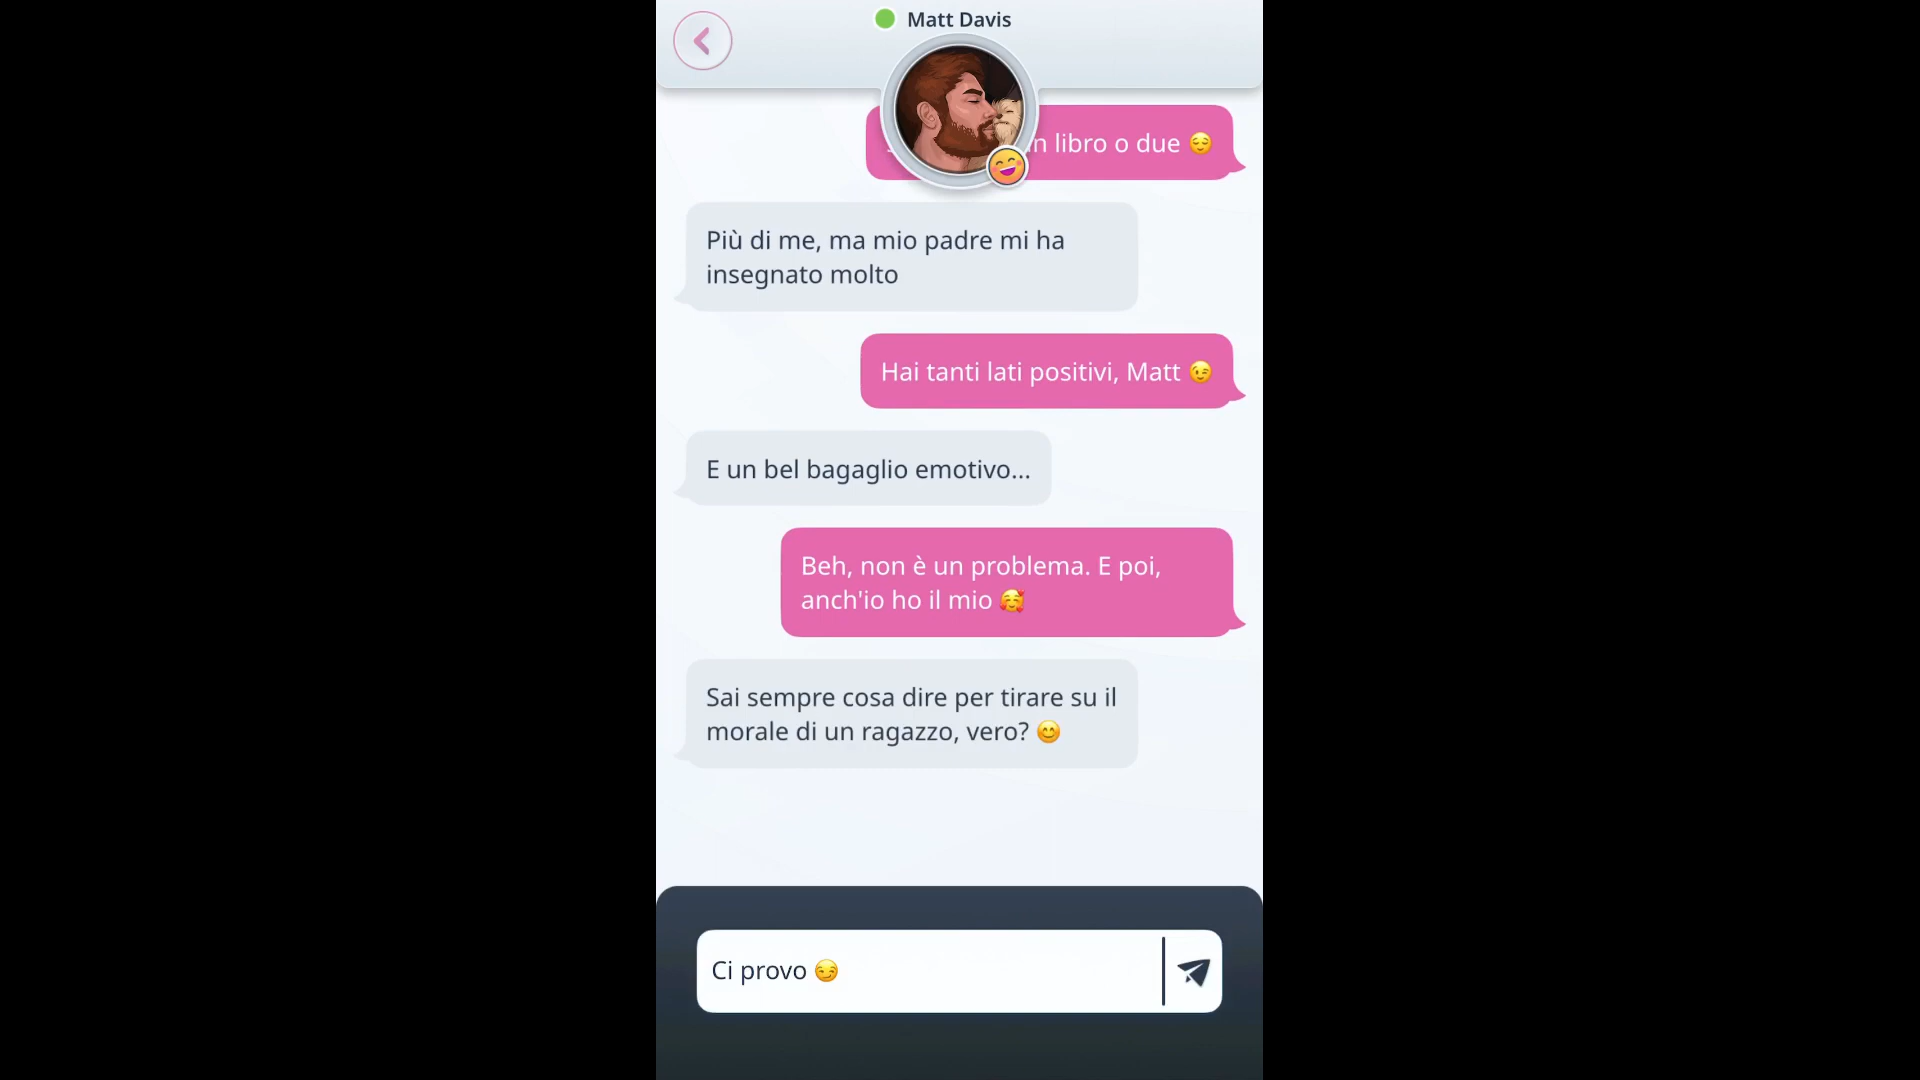 Matt Davis
libro o due 😌
Più di me, ma mio padre mi ha
insegnato molto
Hai tanti lati positivi, Matt 😉
E un bel bagaglio emotivo...
Beh, non è un problema. E poi,
anch'io ho il mio 🥰
Sai sempre cosa dire per tirare su il
morale di un ragazzo, vero? 😊
Ci provo 😏